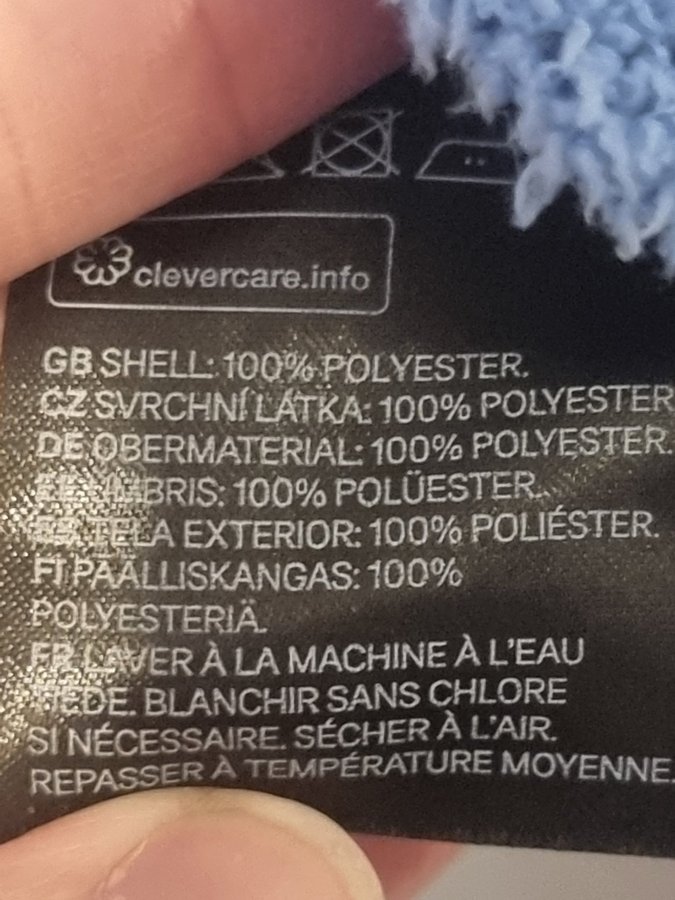 clevercare.info
GB SHELL: 100% POLYESTER.
CZ SVRCHNÍ LÁTKA: 100% POLYESTER
DE OBERMATERIAL: 100% POLYESTER.
100% POLÜESTER.
TELA EXTERIOR: 100% POLIÉSTER.
FI PÄÄLLISKANGAS: 100%
POLYESTERIÄ.
FR LAVER À LA MACHINE À L'EAU
BLANCHIR SANS CHLORE
SI NÉCESSAIRE. SÉCHER À L'AIR.
REPASSER À TEMPÉRATURE MOYENNE.